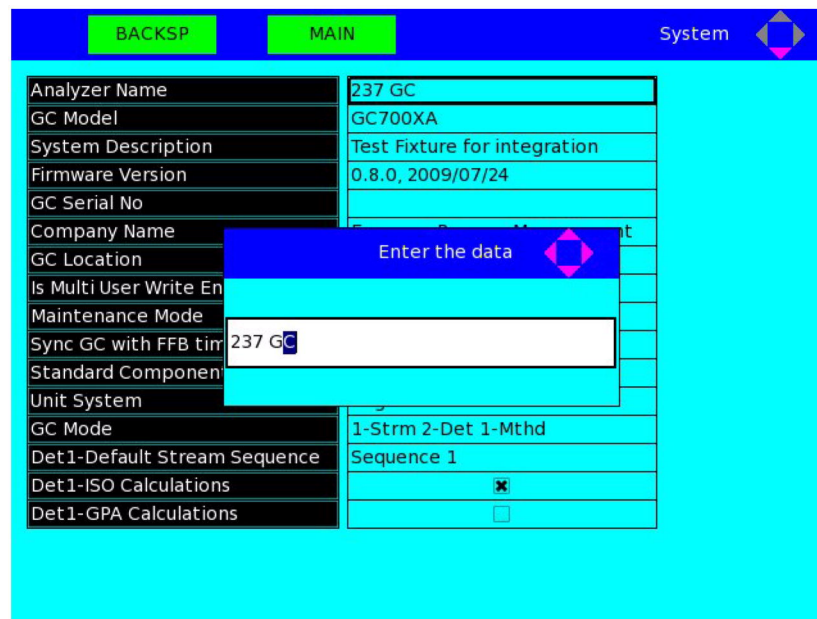 BACKSP MAIN System
Analyzer Name 237 GC
GC Model GC700XA
System Description Test Fixture for integration
Firmware Version 0.8.0, 2009/07/24
GC Serial No
Company Name
Enter the data
GC Location
Is Multi User Write En
Maintenance Mode
Sync GC with FFB tim
237 GC
Standard Component
Unit System
GC Mode 1-Strm 2-Det 1-Mthd
Det1-Default Stream Sequence Sequence 1
Det1-ISO Calculations
Det1-GPA Calculations